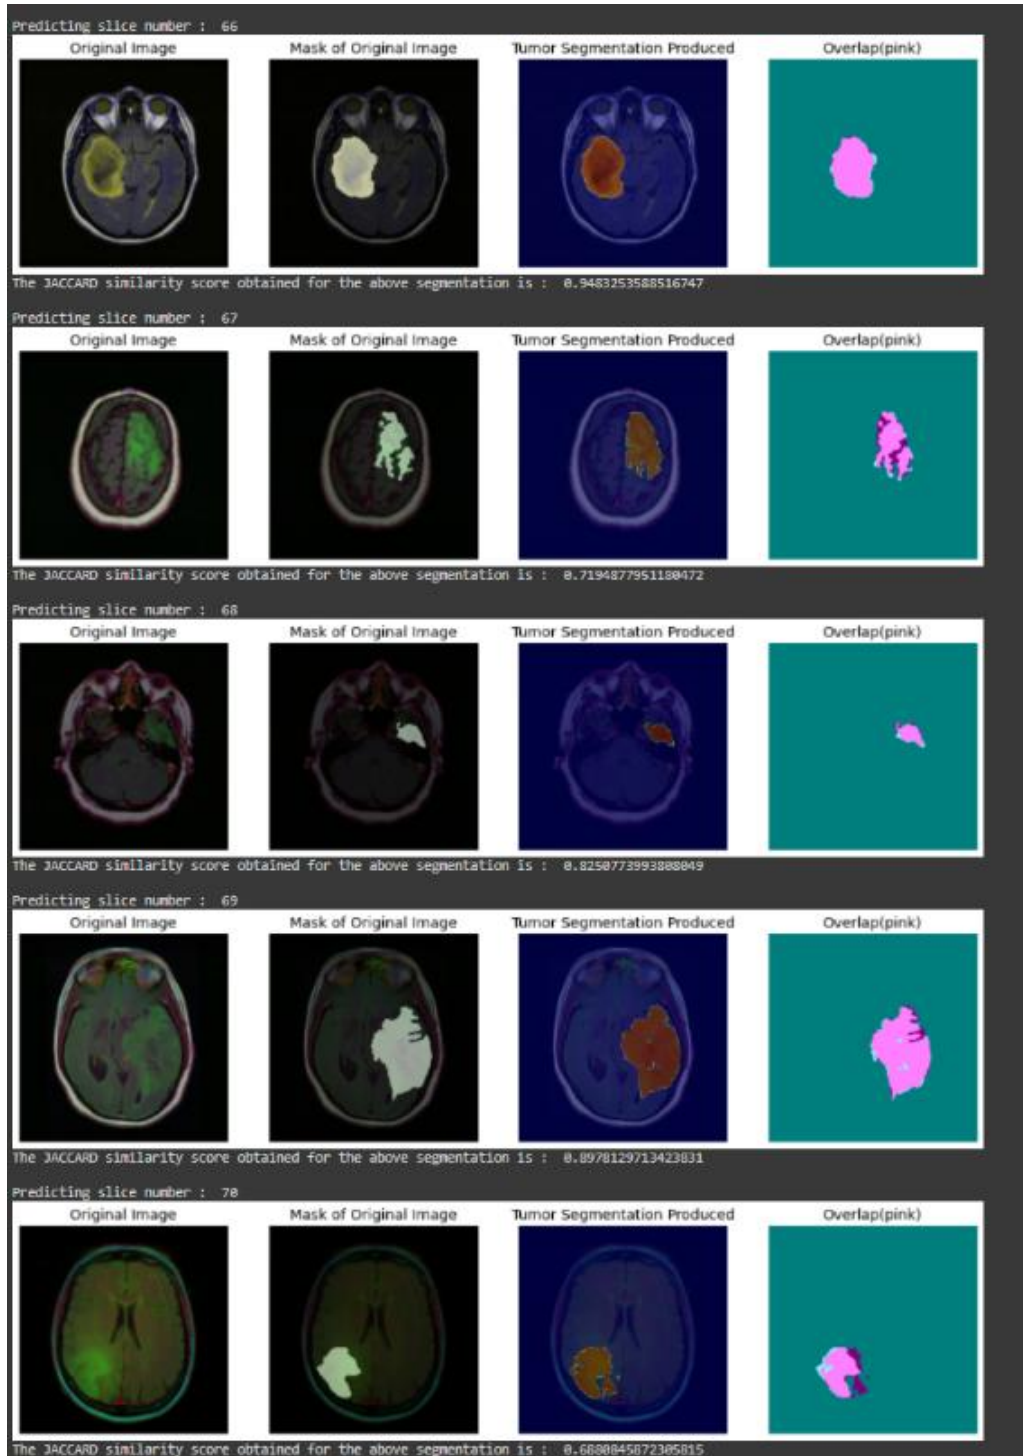 Predicting slice number :  66
Original Image Mask of Original Image Tumor Segmentation Produced Overlap(pink)
The JACCARD similarity score obtained for the above segmentation is :  0.9483253588516747
Predicting slice number :  67
Original Image Mask of Original Image Tumor Segmentation Produced Overlap(pink)
The JACCARD similarity score obtained for the above segmentation is :  0.7194877951180472
Predicting slice number :  68
Original Image Mask of Original Image Tumor Segmentation Produced Overlap(pink)
The JACCARD similarity score obtained for the above segmentation is :  0.8250773993808049
Predicting slice number :  69
Original Image Mask of Original Image Tumor Segmentation Produced Overlap(pink)
The JACCARD similarity score obtained for the above segmentation is :  0.8978129713423831
Predicting slice number :  70
Original Image Mask of Original Image Tumor Segmentation Produced Overlap(pink)
The JACCARD similarity score obtained for the above segmentation is :  0.6880845872305815